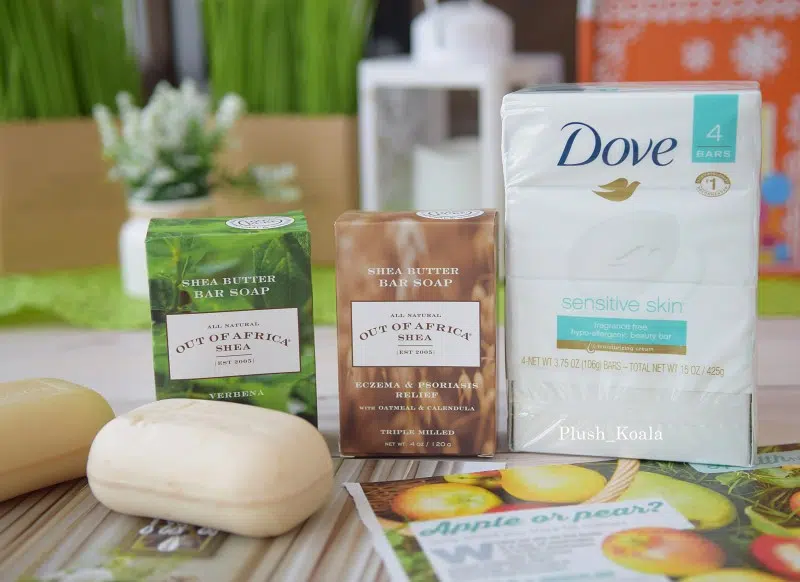 SHEA BUTTER
BAR SOAP
ALL NATURAL
OUT OF AFRICA®
SHEA
EST 2005
VERBENA
SHEA BUTTER
BAR SOAP
ALL NATURAL
OUT OF AFRICA®
SHEA
EST 2005
ECZEMA & PSORIASIS
RELIEF
WITH OATMEAL & CALENDULA
TRIPLE MILLED
NET WT. 4 OZ / 120 g
Dove
4
BARS
#1
sensitive skin
fragrance free
hypo-allergenic beauty bar
moisturizing cream
4-NET WT 3.75 OZ (106g) BARS – TOTAL NET WT 15 OZ / 425g
Plush_Koala
Apple or pear?